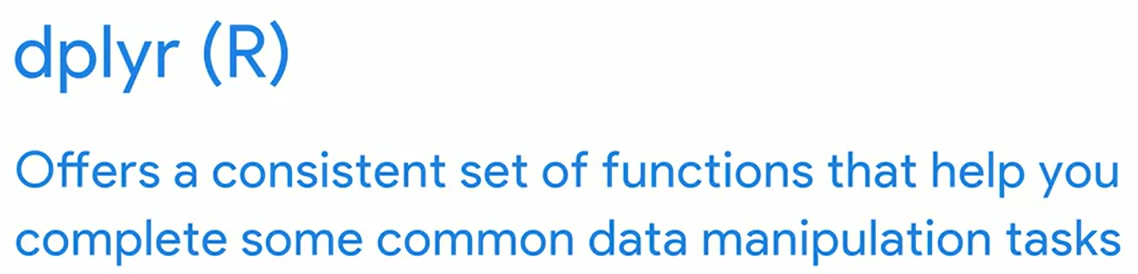 dplyr (R)
Offers a consistent set of functions that help you
complete some common data manipulation tasks